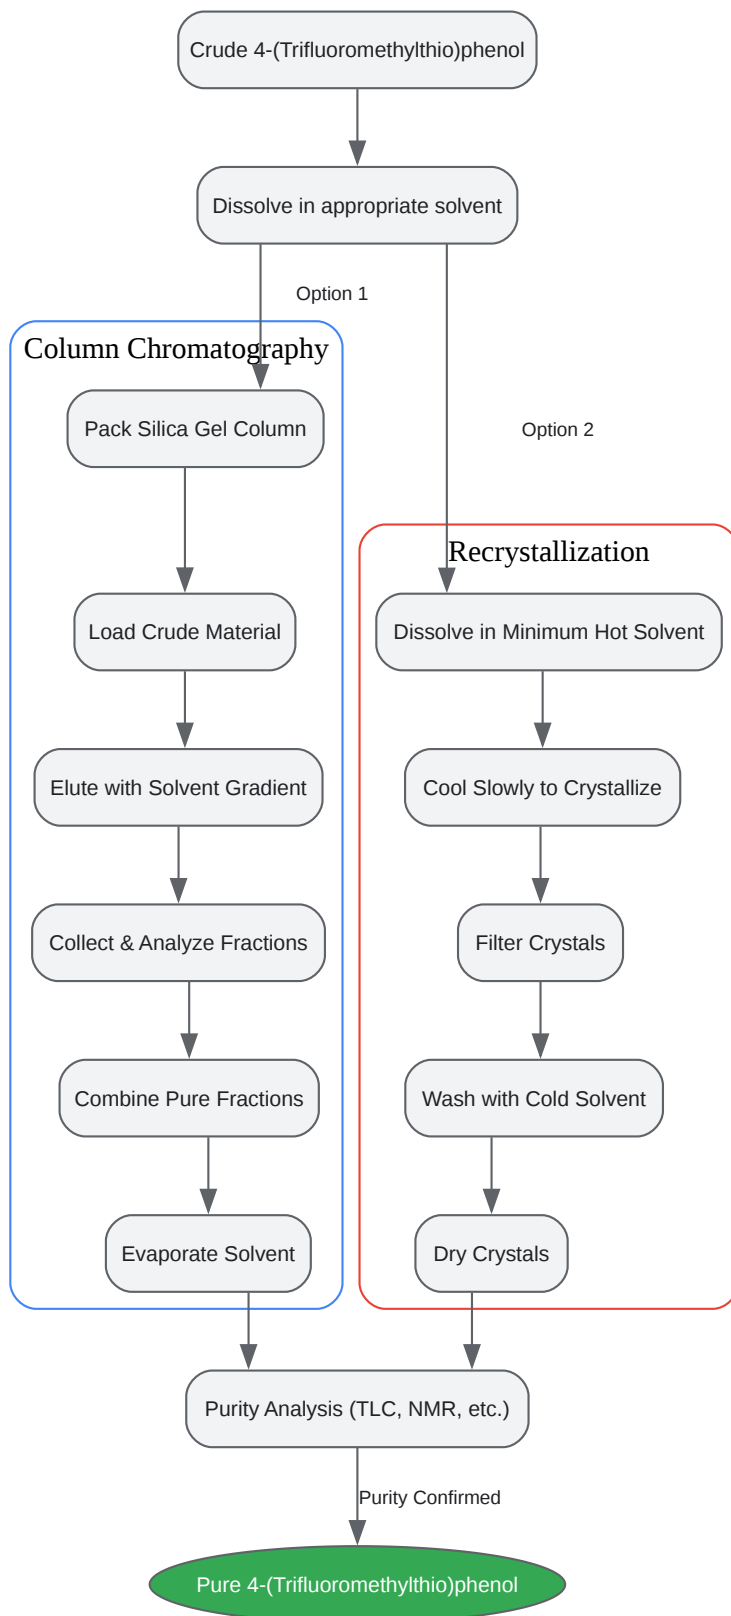 Crude 4-(Trifluoromethylthio)phenol
Dissolve in appropriate solvent
Option 1
Column Chromatography
Pack Silica Gel Column
Load Crude Material
Elute with Solvent Gradient
Collect & Analyze Fractions
Combine Pure Fractions
Evaporate Solvent
Option 2
Recrystallization
Dissolve in Minimum Hot Solvent
Cool Slowly to Crystallize
Filter Crystals
Wash with Cold Solvent
Dry Crystals
Purity Analysis (TLC, NMR, etc.)
Purity Confirmed
Pure 4-(Trifluoromethylthio)phenol